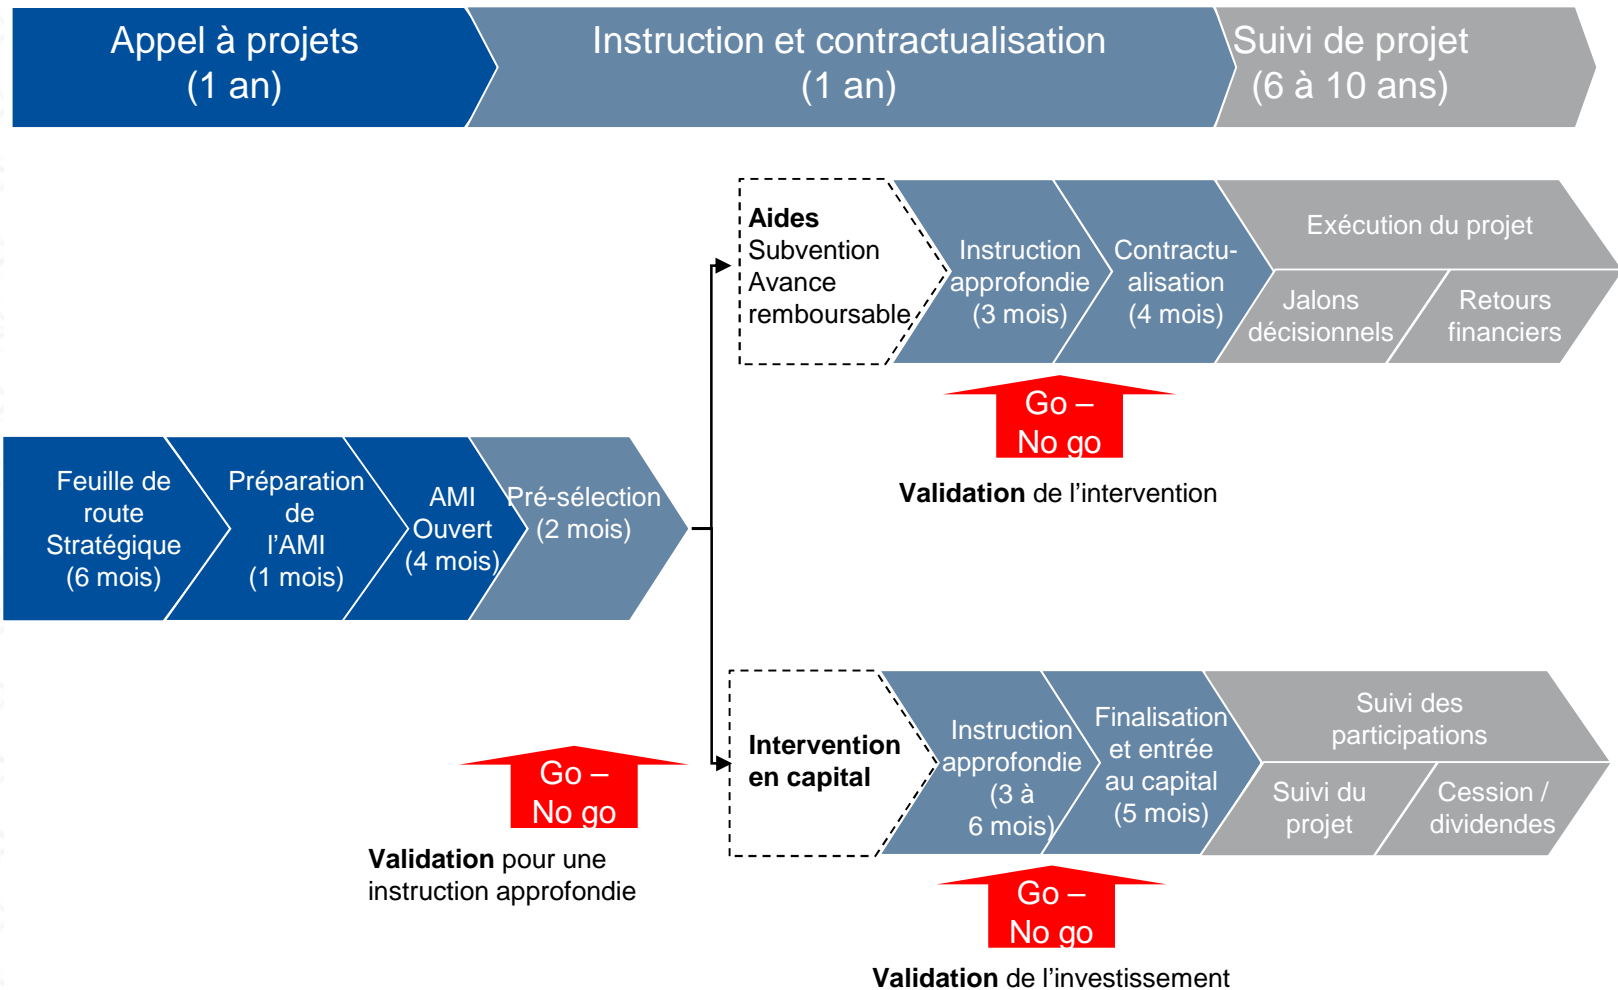 Appel à projets
(1 an)
Instruction et contractualisation
(1 an)
Suivi de projet
(6 à 10 ans)
Aides
Subvention
Avance
remboursable
Instruction
approfondie
(3 mois)
Contractu-
alisation
(4 mois)
Exécution du projet
Jalons
décisionnels
Retours
financiers
Go –
No go
Validation de l’intervention
Feuille de
route
Stratégique
(6 mois)
Préparation
de
l’AMI
(1 mois)
AMI
Ouvert
(4 mois)
Pré-sélection
(2 mois)
Go –
No go
Validation pour une
instruction approfondie
Intervention
en capital
Instruction
approfondie
(3 à
6 mois)
Finalisation
et entrée
au capital
(5 mois)
Suivi des
participations
Suivi du
projet
Cession /
dividendes
Go –
No go
Validation de l’investissement